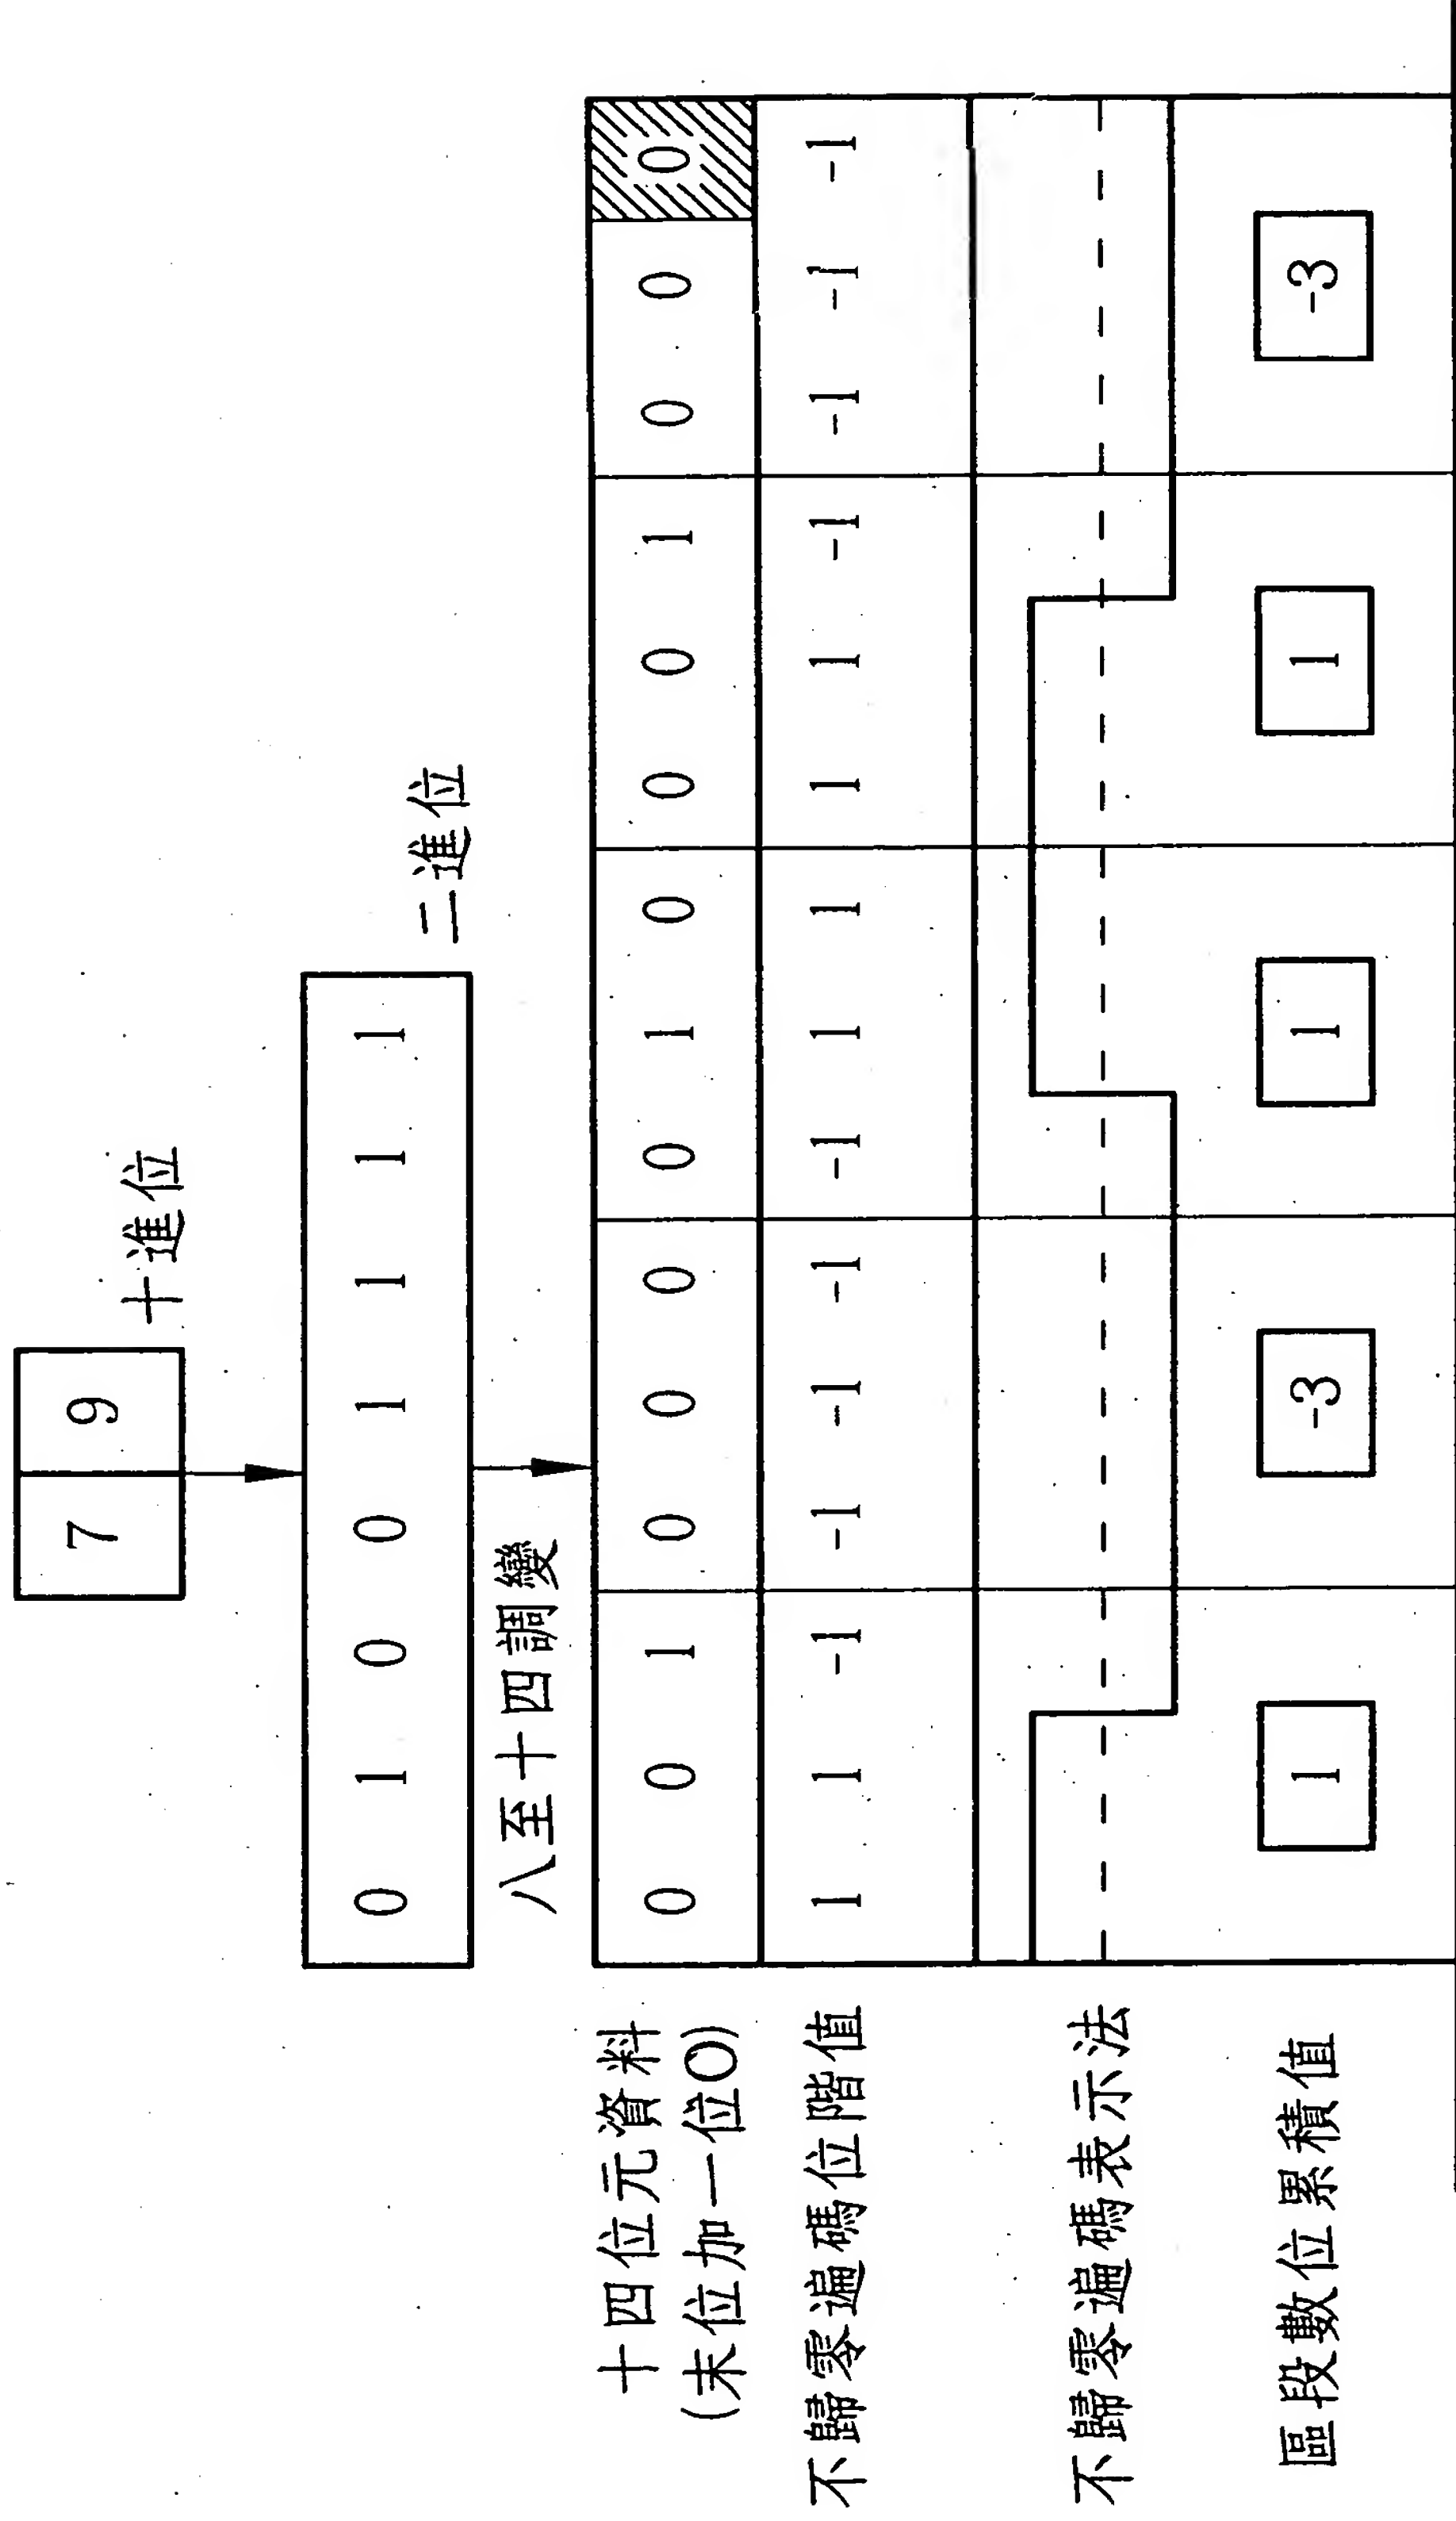 7 9 十進位
0 1 0 0 1 1 1 1 二進位
八至十四調變
十四位元資料
(末位加一位0)
0 0 1 0 0 0 0 1 0 0 0 1 0 0 0
不歸零遍碼位階值
1 1 -1 -1 -1 -1 -1 1 1 1 1 -1 -1 -1 -1
不歸零遍碼表示法
區段數位累積值
1 -3 1 1 -3